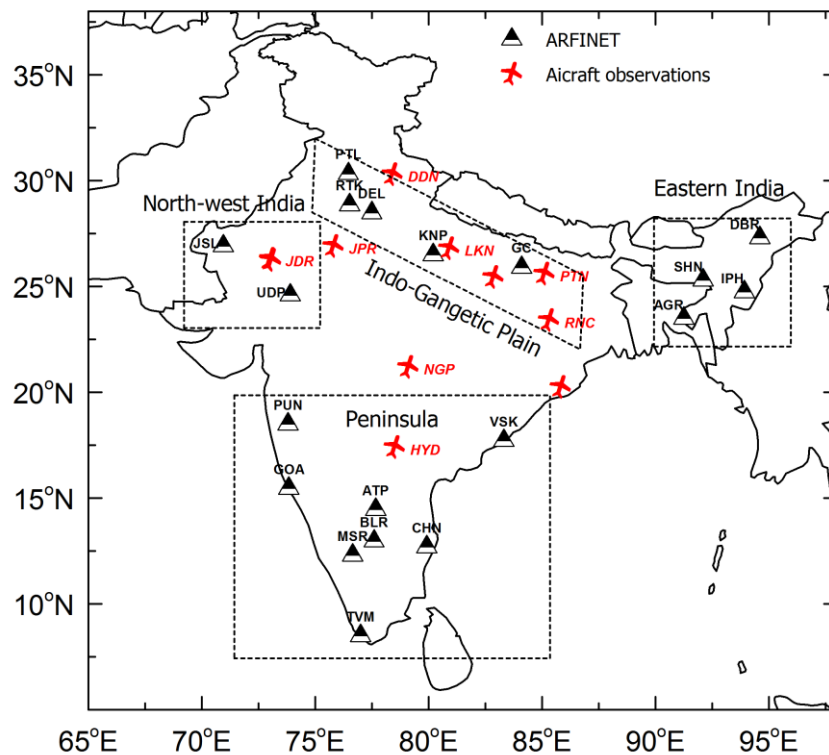 ARFINET
Aicraft observations
35°N
30°N
25°N
20°N
15°N
10°N
PTL
DDN
RTK
DEL
North-west India
Eastern India
JSL
JDR
JPR
KNP
LKN
GC
DBR
UDP
PTN
SHN
IPH
Indo-Gangetic Plain
RNC
AGR
NGP
PUN
Peninsula
VSK
HYD
GOA
ATP
BLR
MSR
CHN
TVM
65°E
70°E
75°E
80°E
85°E
90°E
95°E